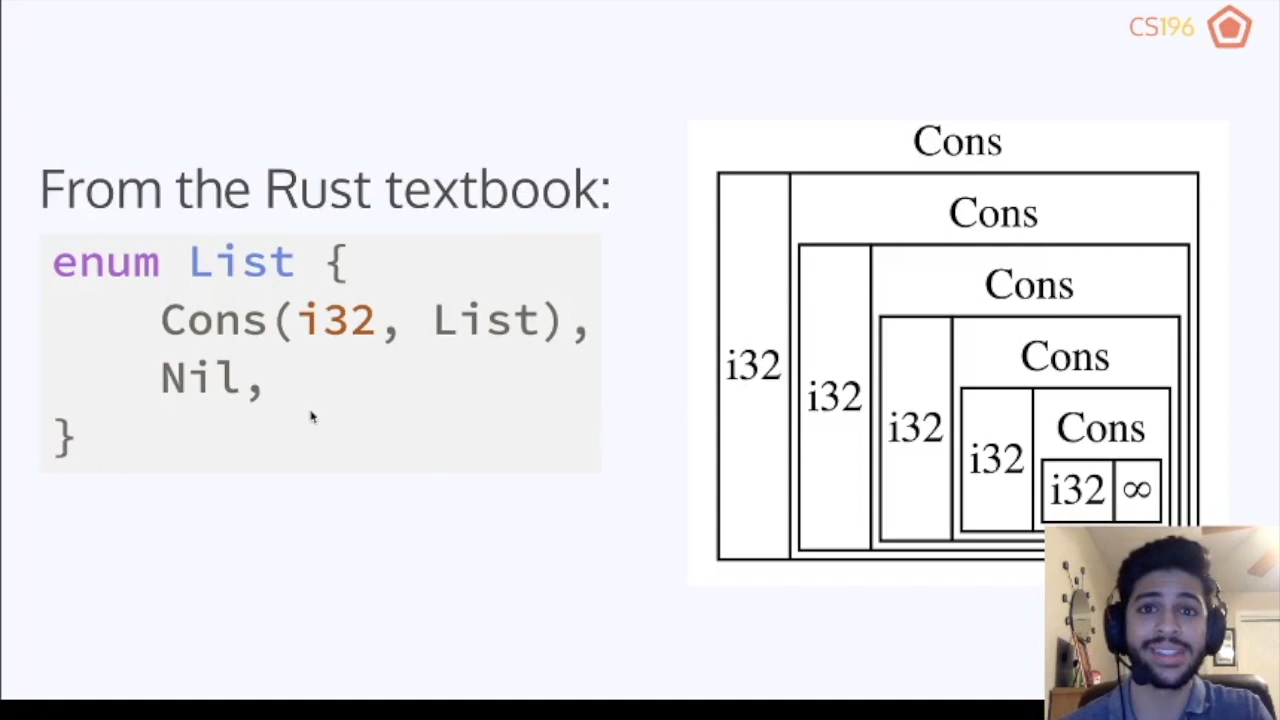 CS196
From the Rust textbook:
enum List {
    Cons(i32, List),
    Nil,
}
Cons
Cons
Cons
Cons
Cons
i32
i32
i32
i32
i32
∞